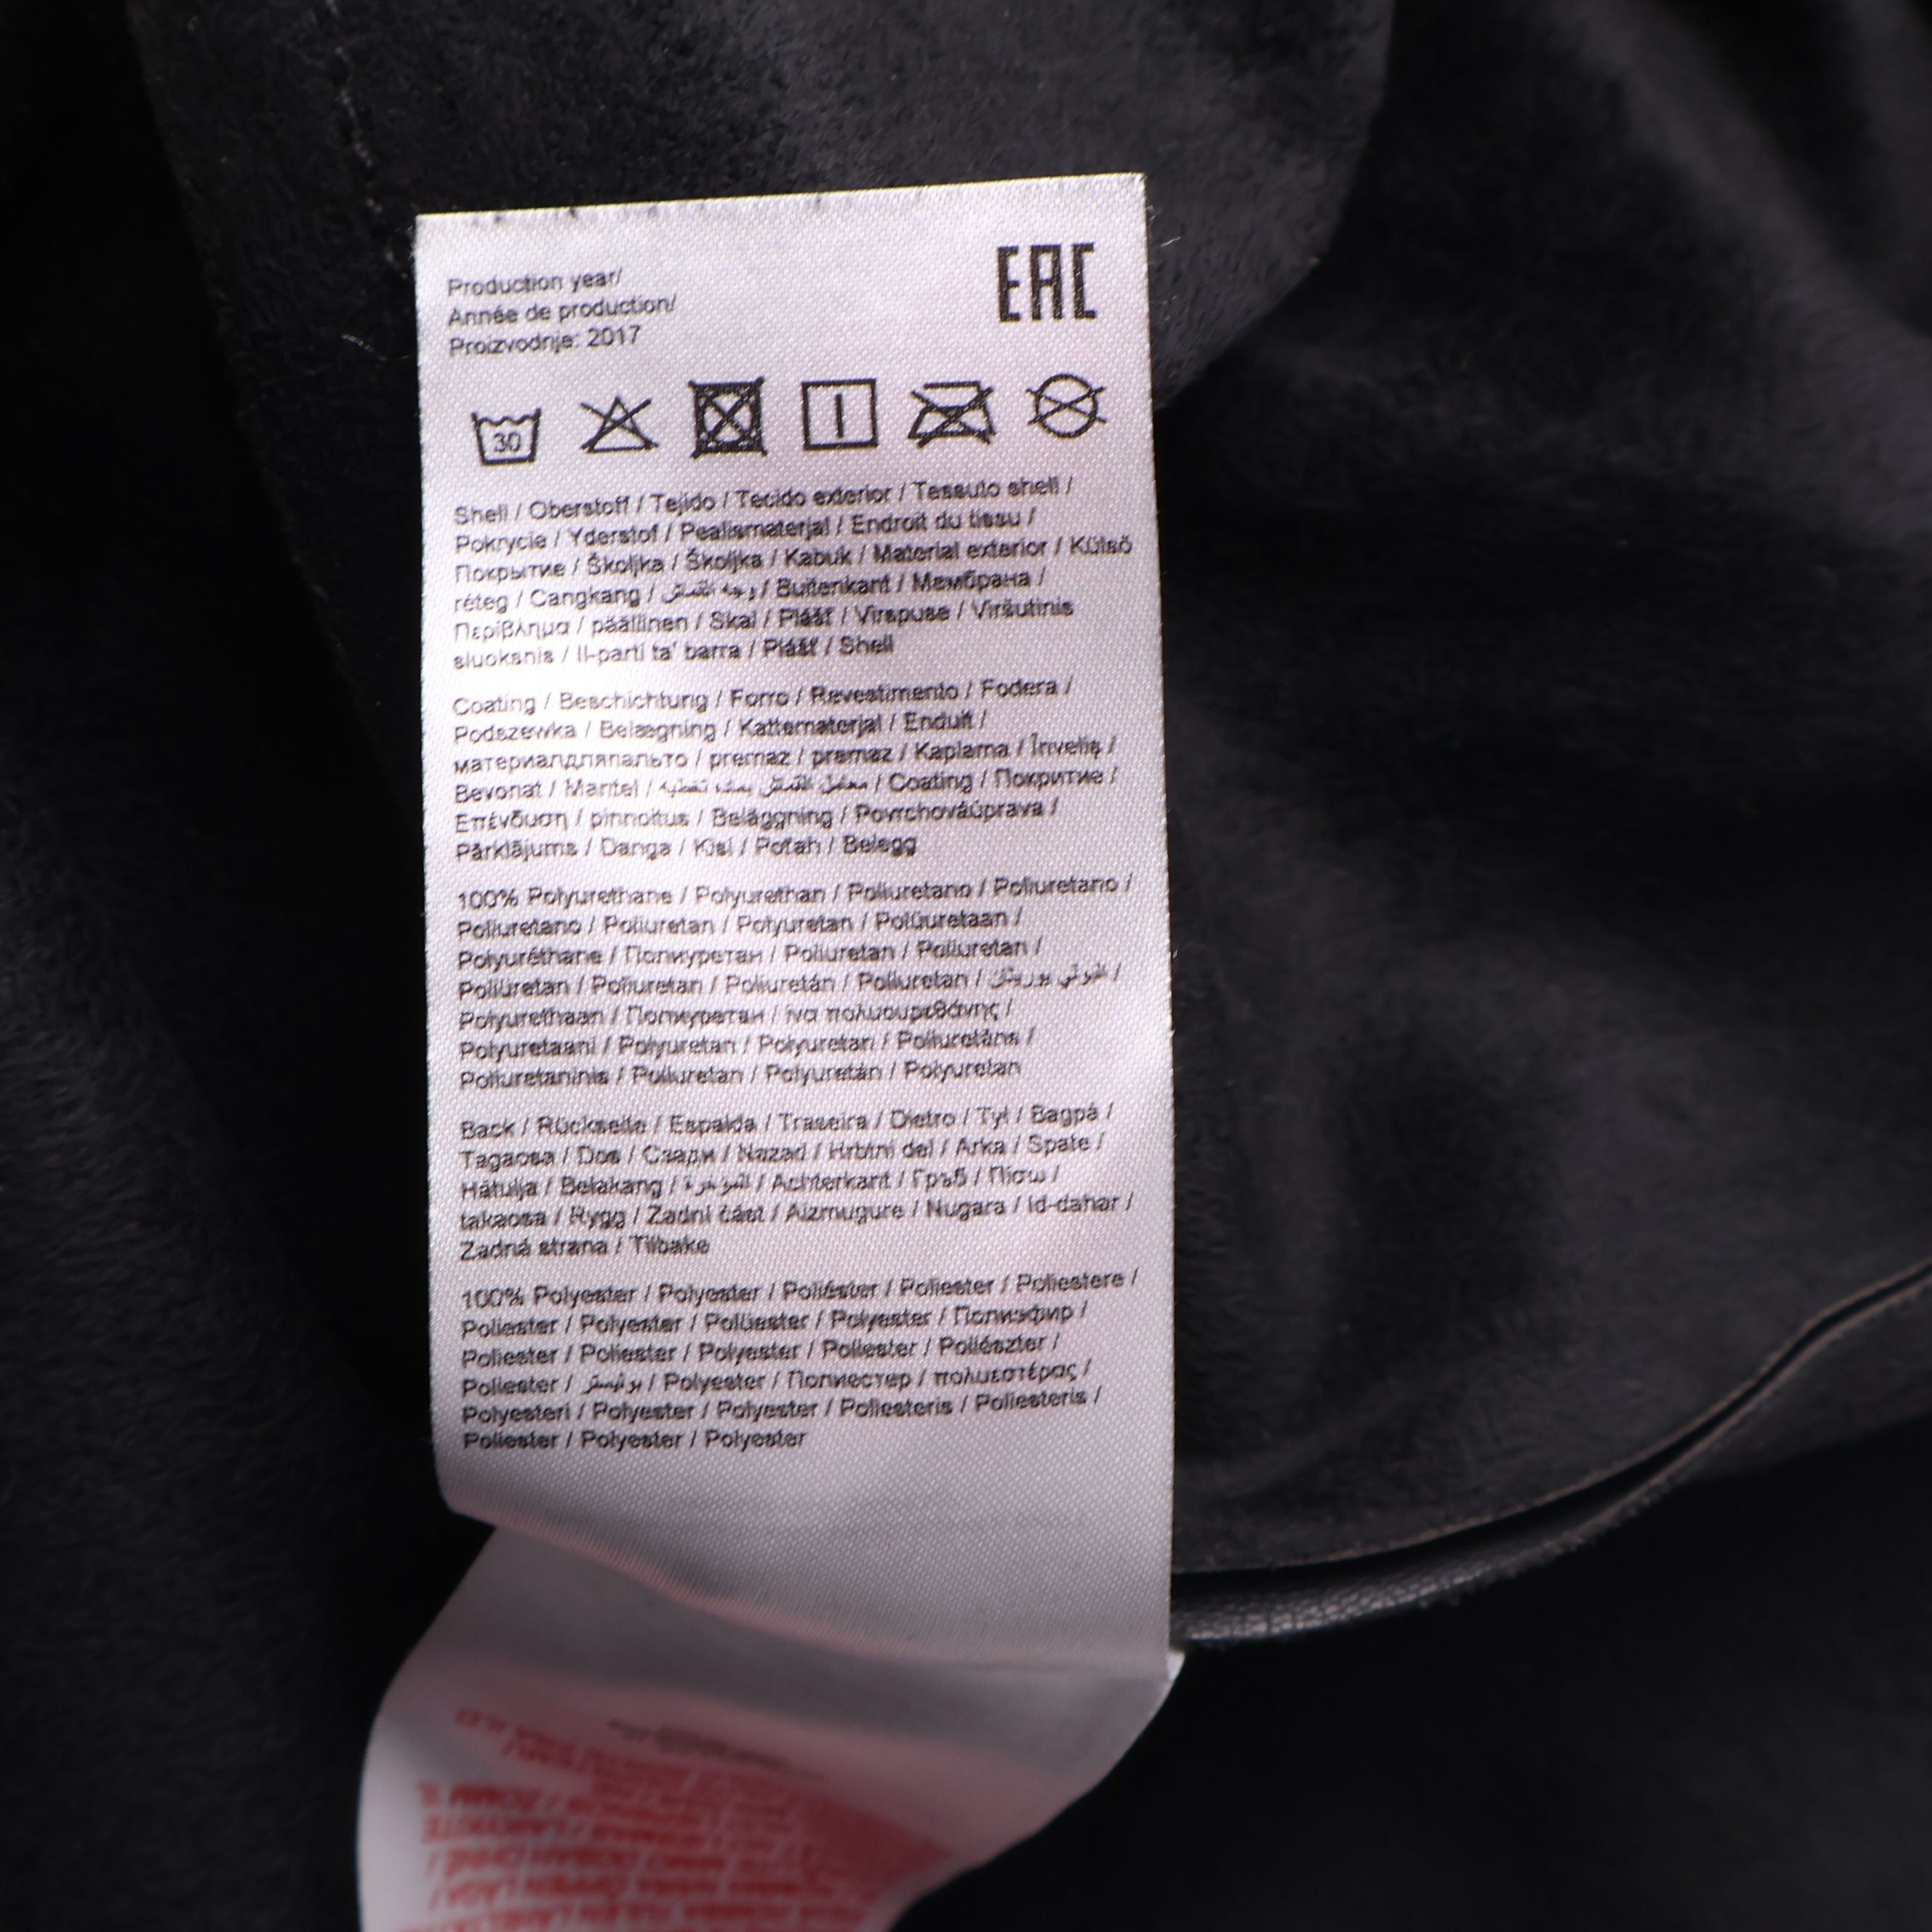 Production year/
Année de production/
Proizvodnje: 2017
EAC
30
Shell / Oberstoff / Tejido / Tecido exterior / Tessuto shell /
Pokrycie / Yderstof / Pealismaterjal / Endroit du tissu /
Покрытие / Školjka / Školjka / Kabuk / Material exterior / Külső
réteg / Cangkang / وجه القماش / Buitenkant / Мембрана /
Περίβλημα / päällinen / Skal / Plášť / Virspuse / Viršutinis
sluoksnis / Il-parti ta' barra / Plášť / Shell
Coating / Beschichtung / Forro / Revestimento / Fodera /
Podszewka / Belægning / Kattematerjal / Enduit /
материалдляпальто / premaz / premaz / Kaplama / Înveliş /
Bevonat / Mantel / / Coating / Покритие /
Επένδυση / pinnoitus / Beläggning / Povrchováúprava /
Pārklājums / Danga / Kisi / Poťah / Belegg
100% Polyurethane / Polyurethan / Poliuretano / Poliuretano /
Poliuretano / Poliuretan / Polyuretan / Polüuretaan /
Polyuréthane / Полиуретан / Poliuretan / Poliuretan /
Poliüretan / Poliuretan / Poliuretán / Poliuretan / /
Polyurethaan / Полиуретан / ίνα πολυουρεθάνης /
Polyuretaani / Polyuretan / Polyuretan / Poliuretāns /
Poliuretaninis / Poliuretan / Polyuretán / Polyuretan
Back / Rückseite / Espalda / Traseira / Dietro / Tył / Bagpå /
Tagaosa / Dos / Сзади / Nazad / Hrbtni del / Arka / Spate /
Hátulja / Belakang / المؤخرة / Achterkant / Гръб / Πίσω /
takaosa / Rygg / Zadní část / Aizmugure / Nugara / Id-dahar /
Zadná strana / Tilbake
100% Polyester / Polyester / Poliéster / Poliester / Poliestere /
Poliester / Polyester / Polüester / Polyester / Полиэфир /
Poliester / Poliester / Polyester / Poliester / Poliészter /
Poliester / بوليستر / Polyester / Полиестер / πολυεστέρας /
Polyesteri / Polyester / Polyester / Poliesteris / Poliesteris /
Poliester / Polyester / Polyester